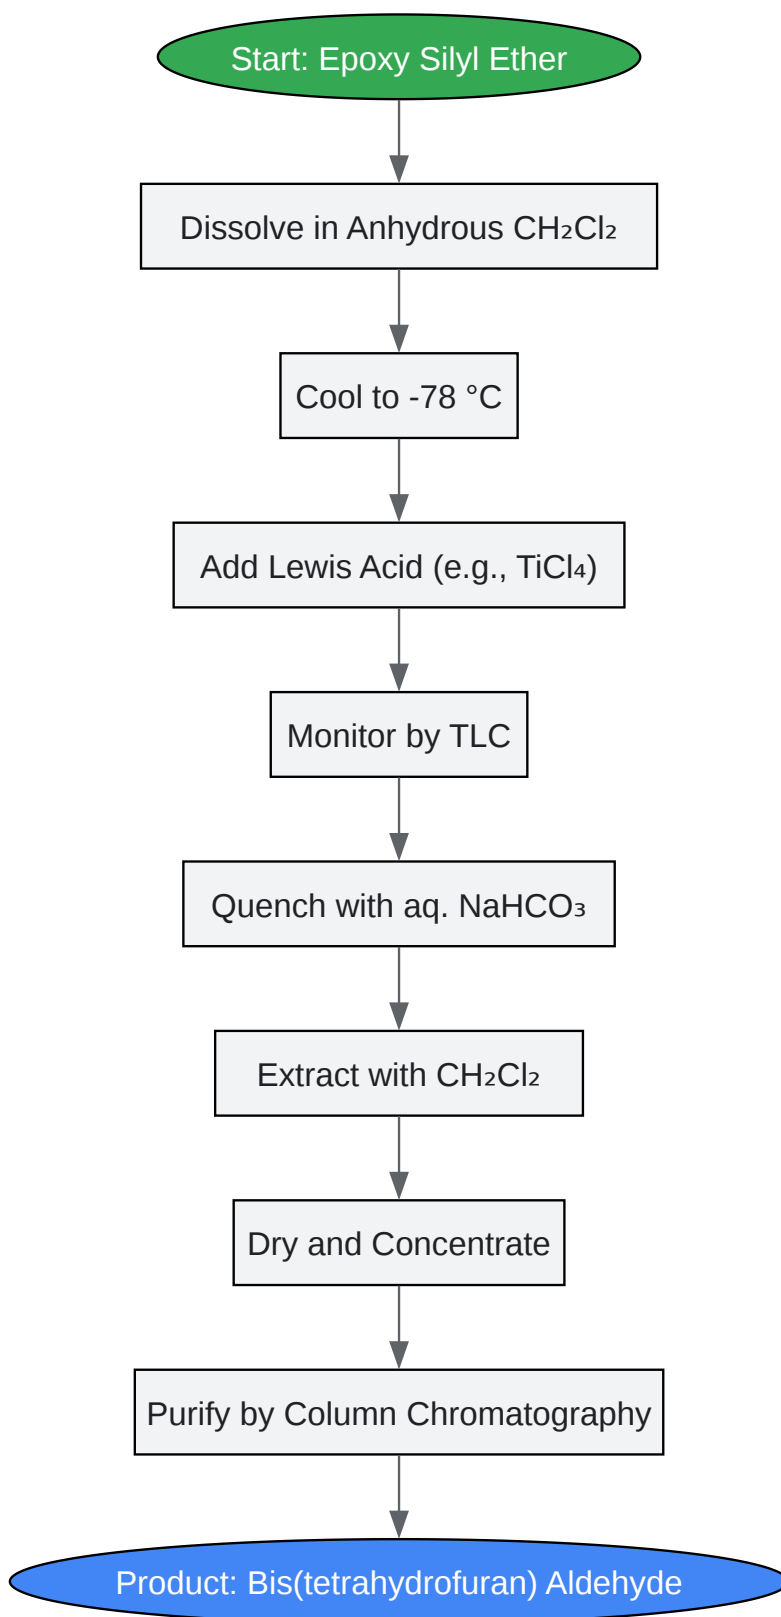 Start: Epoxy Silyl Ether
Dissolve in Anhydrous CH₂Cl₂
Cool to -78 °C
Add Lewis Acid (e.g., TiCl₄)
Monitor by TLC
Quench with aq. NaHCO₃
Extract with CH₂Cl₂
Dry and Concentrate
Purify by Column Chromatography
Product: Bis(tetrahydrofuran) Aldehyde